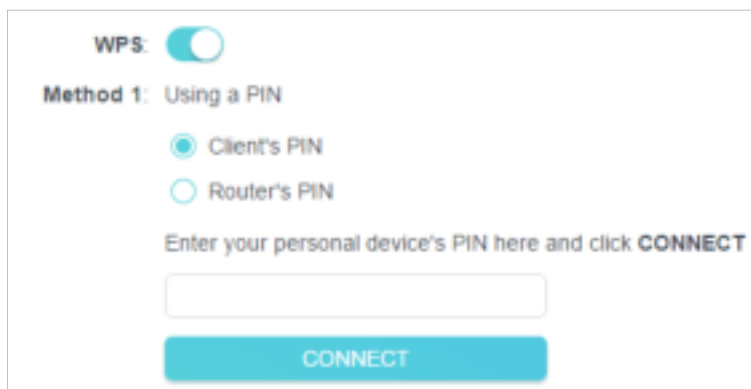 WPS:
Method 1: Using a PIN
Client's PIN
Router's PIN
Enter your personal device's PIN here and click CONNECT
CONNECT